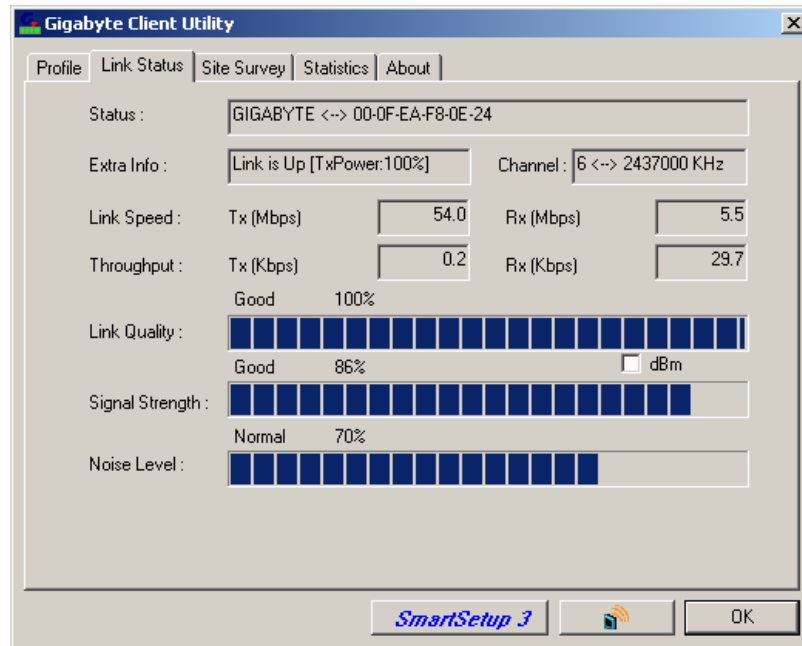 Gigabyte Client Utility
Profile Link Status Site Survey Statistics About
Status : GIGABYTE <--> 00-0F-EA-F8-0E-24
Extra Info : Link is Up [TxPower:100%] Channel : 6 <--> 2437000 KHz
Link Speed : Tx (Mbps) 54.0 Rx (Mbps) 5.5
Throughput : Tx (Kbps) 0.2 Rx (Kbps) 29.7
Good 100%
Link Quality :
Good 86% dBm
Signal Strength :
Normal 70%
Noise Level :
SmartSetup 3 OK